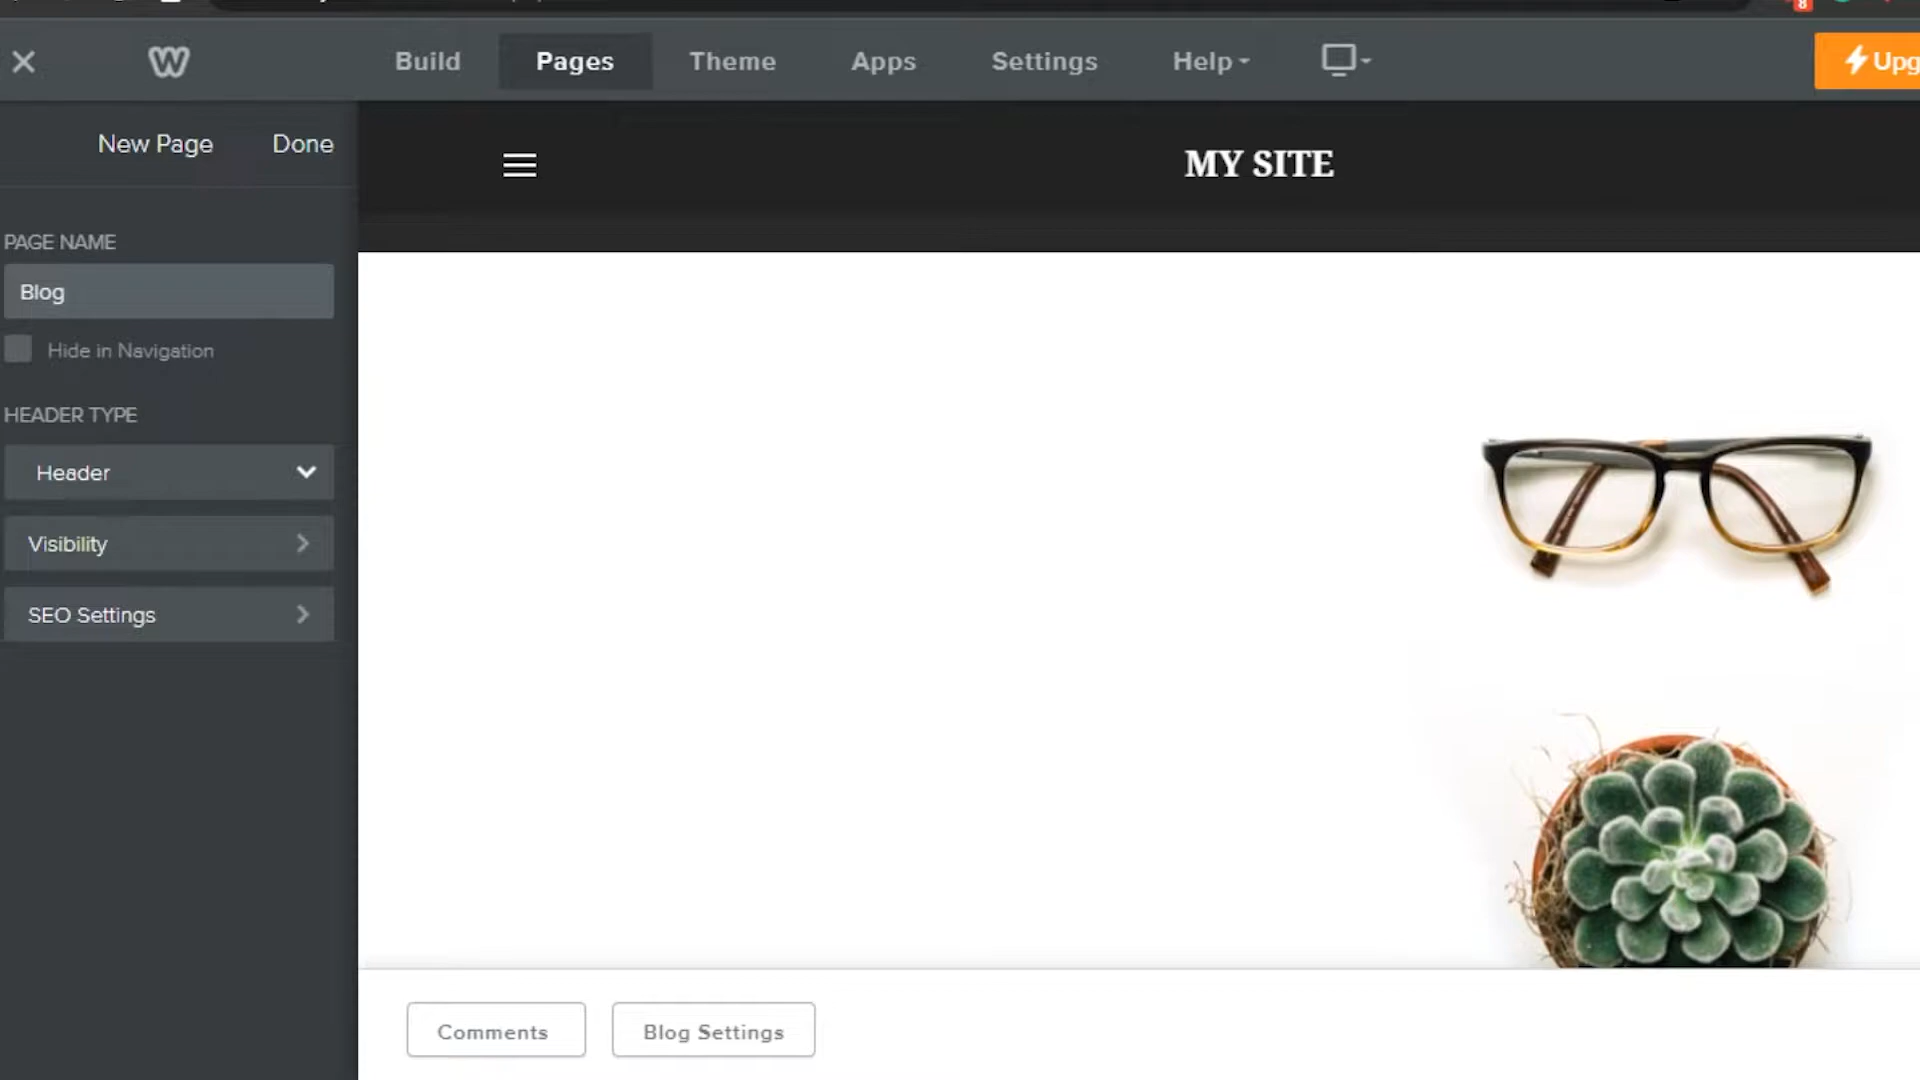 8
Build Pages Theme Apps Settings Help Upg
New Page Done
MY SITE
PAGE NAME
Blog
Hide in Navigation
HEADER TYPE
Header
Visibility
SEO Settings
Comments Blog Settings